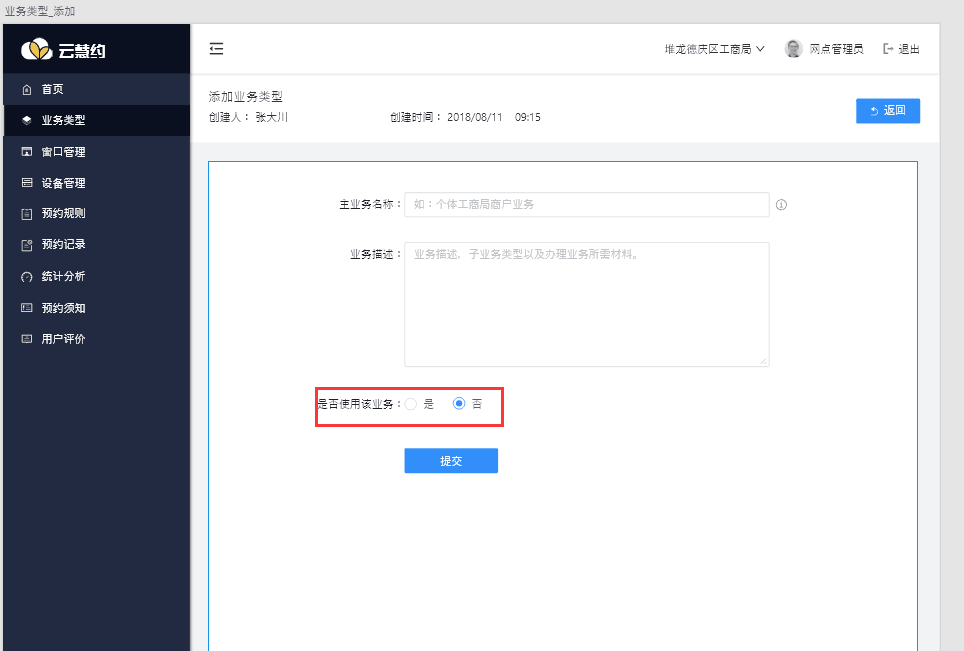 业务类型_添加
云慧约
堆龙德庆区工商局
网点管理员
退出
首页
业务类型
窗口管理
设备管理
预约规则
预约记录
统计分析
预约须知
用户评价
添加业务类型
创建人： 张大川
创建时间： 2018/08/11 09:15
返回
主业务名称： 如：个体工商局商户业务
业务描述： 业务描述，子业务类型以及办理业务所需材料。
是否使用该业务： 是 否
提交